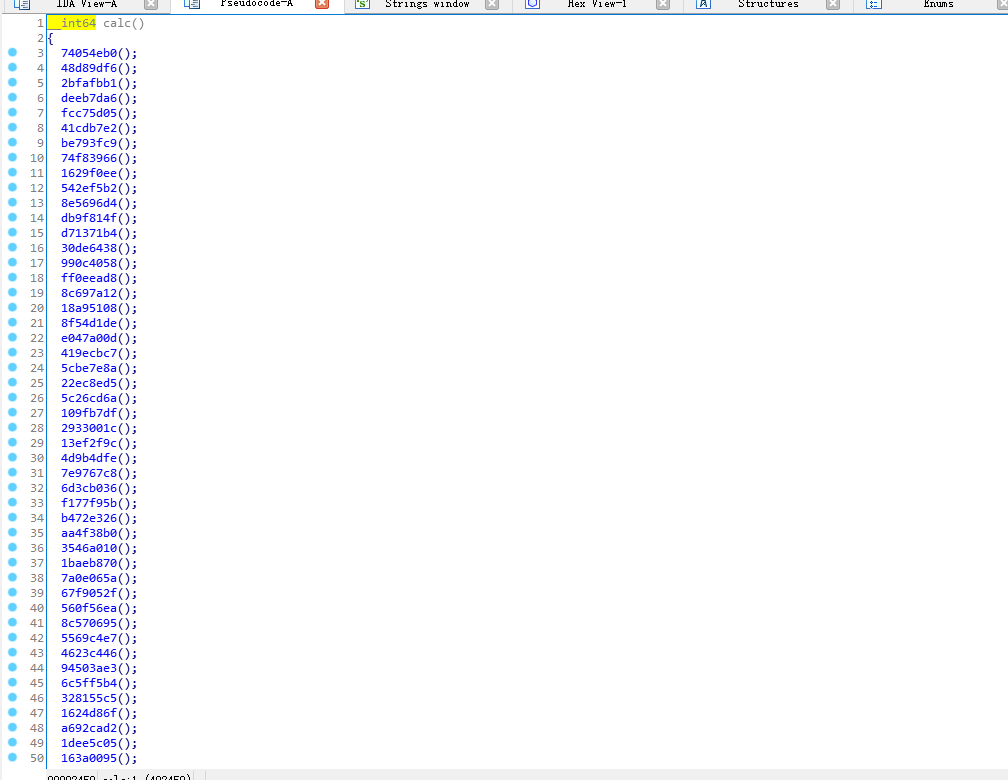 IDA View-A Pseudocode-A Strings window Hex View-1 Structures Enums
1 __int64 calc()
2 {
3 74054eb0();
4 48d89df6();
5 2bfafbb1();
6 deeb7da6();
7 fcc75d05();
8 41cdb7e2();
9 be793fc9();
10 74f83966();
11 1629f0ee();
12 542ef5b2();
13 8e5696d4();
14 db9f814f();
15 d71371b4();
16 30de6438();
17 990c4058();
18 ff0eead8();
19 8c697a12();
20 18a95108();
21 8f54d1de();
22 e047a00d();
23 419ecbc7();
24 5cbe7e8a();
25 22ec8ed5();
26 5c26cd6a();
27 109fb7df();
28 2933001c();
29 13ef2f9c();
30 4d9b4dfe();
31 7e9767c8();
32 6d3cb036();
33 f177f95b();
34 b472e326();
35 aa4f38b0();
36 3546a010();
37 1baeb870();
38 7a0e065a();
39 67f9052f();
40 560f56ea();
41 8c570695();
42 5569c4e7();
43 4623c446();
44 94503ae3();
45 6c5ff5b4();
46 328155c5();
47 1624d86f();
48 a692cad2();
49 1dee5c05();
50 163a0095();